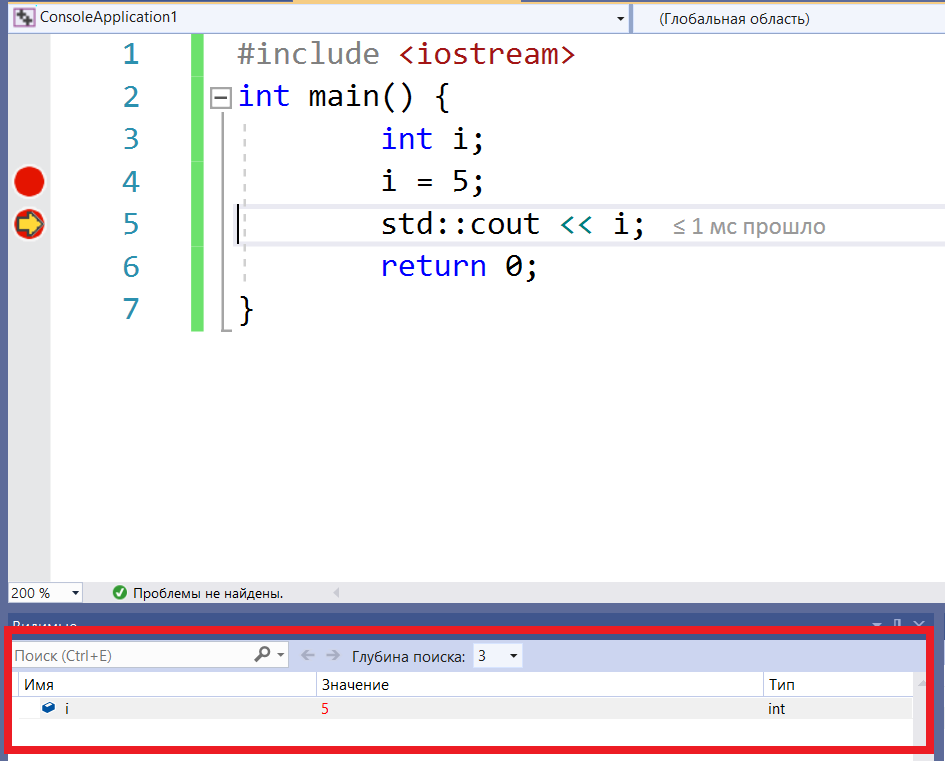 ConsoleApplication1 (Глобальная область)
1 #include <iostream>
2 int main() {
3 int i;
4 i = 5;
5 std::cout << i; ≤ 1 мс прошло
6 return 0;
7 }
200 % Проблемы не найдены.
Видимые
Поиск (Ctrl+E) Глубина поиска: 3
Имя Значение Тип
i 5 int